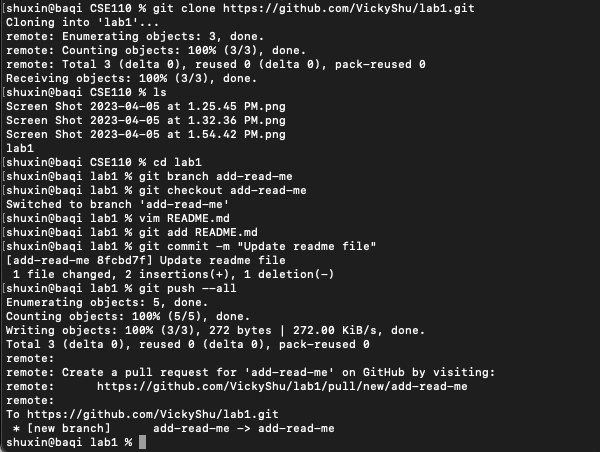 [shuxin@baqi CSE110 % git clone https://github.com/VickyShu/lab1.git
Cloning into 'lab1'...
remote: Enumerating objects: 3, done.
remote: Counting objects: 100% (3/3), done.
remote: Total 3 (delta 0), reused 0 (delta 0), pack-reused 0
Receiving objects: 100% (3/3), done.
[shuxin@baqi CSE110 % ls
Screen Shot 2023-04-05 at 1.25.45 PM.png
Screen Shot 2023-04-05 at 1.32.36 PM.png
Screen Shot 2023-04-05 at 1.54.42 PM.png
lab1
[shuxin@baqi CSE110 % cd lab1
[shuxin@baqi lab1 % git branch add-read-me
[shuxin@baqi lab1 % git checkout add-read-me
Switched to branch 'add-read-me'
[shuxin@baqi lab1 % vim README.md
[shuxin@baqi lab1 % git add README.md
[shuxin@baqi lab1 % git commit -m "Update readme file"
[add-read-me 8fcbd7f] Update readme file
 1 file changed, 2 insertions(+), 1 deletion(-)
[shuxin@baqi lab1 % git push --all
Enumerating objects: 5, done.
Counting objects: 100% (5/5), done.
Writing objects: 100% (3/3), 272 bytes | 272.00 KiB/s, done.
Total 3 (delta 0), reused 0 (delta 0), pack-reused 0
remote:
remote: Create a pull request for 'add-read-me' on GitHub by visiting:
remote:      https://github.com/VickyShu/lab1/pull/new/add-read-me
remote:
To https://github.com/VickyShu/lab1.git
 * [new branch]      add-read-me -> add-read-me
shuxin@baqi lab1 %